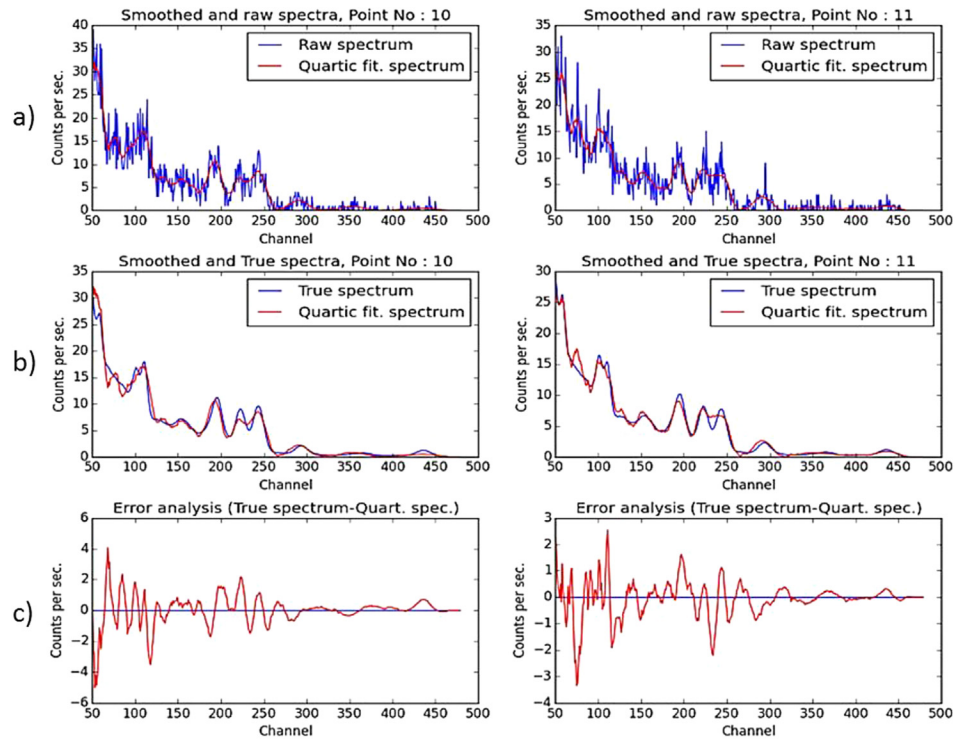 Smoothed and raw spectra, Point No : 10
Smoothed and raw spectra, Point No : 11
a)
Counts per sec.
40
35
30
25
20
15
10
5
0
Raw spectrum
Quartic fit. spectrum
50 100 150 200 250 300 350 400 450 500
Channel
Counts per sec.
35
30
25
20
15
10
5
0
Raw spectrum
Quartic fit. spectrum
50 100 150 200 250 300 350 400 450 500
Channel
Smoothed and True spectra, Point No : 10
Smoothed and True spectra, Point No : 11
b)
Counts per sec.
35
30
25
20
15
10
5
0
True spectrum
Quartic fit. spectrum
50 100 150 200 250 300 350 400 450 500
Channel
Counts per sec.
30
25
20
15
10
5
0
True spectrum
Quartic fit. spectrum
50 100 150 200 250 300 350 400 450 500
Channel
Error analysis (True spectrum-Quart. spec.)
Error analysis (True spectrum-Quart. spec.)
c)
Counts per sec.
6
4
2
0
−2
−4
−6
50 100 150 200 250 300 350 400 450 500
Channel
Counts per sec.
3
2
1
0
−1
−2
−3
−4
50 100 150 200 250 300 350 400 450 500
Channel